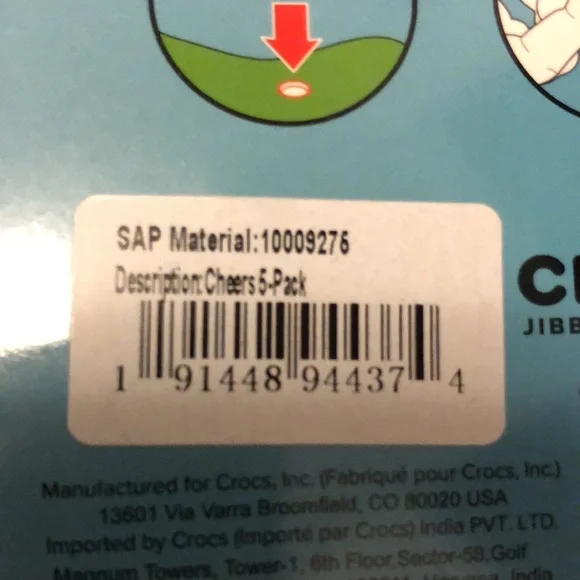 SAP Material:10009276
Description:Cheers 5-Pack
1 91448 94437 4
JIBB
Manufactured for Crocs, Inc. (Fabriqué pour Crocs, Inc.)
13601 Via Varra Broomfield, CO 80020 USA
Imported by Crocs (Importé par Crocs) India PVT. LTD.
Magnum Towers, Tower-1, 6th Floor,Sector-58,Golf
India